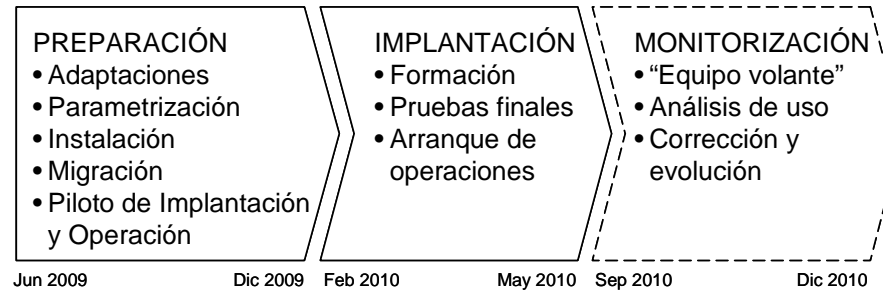 PREPARACIÓN
• Adaptaciones
• Parametrización
• Instalación
• Migración
• Piloto de Implantación
y Operación
IMPLANTACIÓN
• Formación
• Pruebas finales
• Arranque de
operaciones
MONITORIZACIÓN
• “Equipo volante”
• Análisis de uso
• Corrección y
evolución
Jun 2009
Dic 2009
Feb 2010
May 2010
Sep 2010
Dic 2010